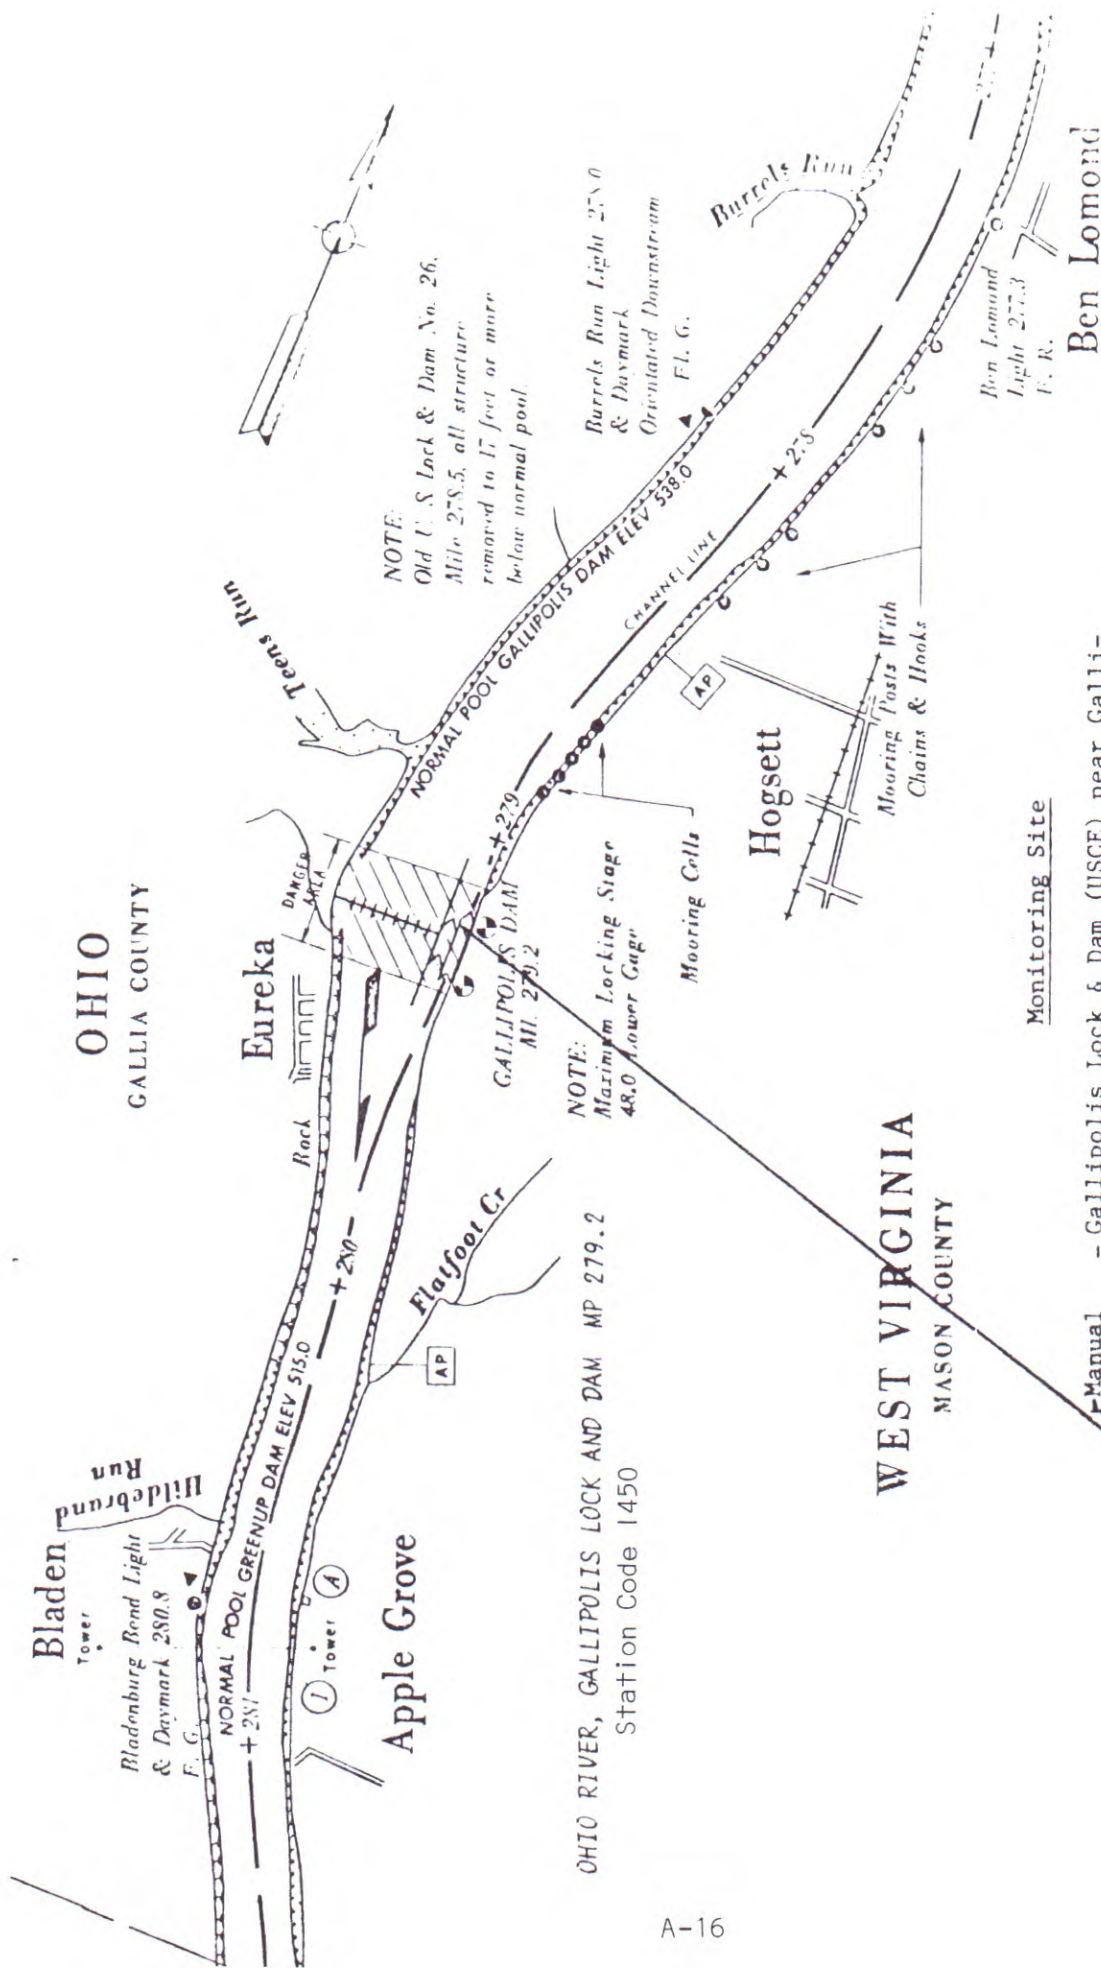 OHIO
GALLIA COUNTY
Bladen
Tower
Hildebrand
Run
Bladenburg Bend Light
& Daymark 280.8
F. G.
Eureka
Rock
DANGER
AREA
Teens Run
NOTE:
Old U. S. Lock & Dam No. 26,
Mile 278.5, all structure
removed to 17 feet or more
below normal pool.
Burrels Run Light 278.0
& Daymark
Orientated Downstream
Fl. G.
Burrels Run
NORMAL POOL GREENUP DAM ELEV 515.0
+ 281
+ 280
+ 279
+ 278
NORMAL POOL GALLIPOLIS DAM ELEV 538.0
CHANNEL LINE
GALLIPOLIS DAM
MI. 279.2
NOTE:
Maximum Locking Stage
48.0 Lower Gage
Mooring Cells
AP
Hogsett
Mooring Posts With
Chains & Hooks
Ben Lomond
Light 277.3
F. R.
Ben Lomond
Flatfoot Cr
AP
1
Tower
A
Apple Grove
OHIO RIVER, GALLIPOLIS LOCK AND DAM MP 279.2
Station Code 1450
WEST VIRGINIA
MASON COUNTY
Monitoring Site
Manual - Gallipolis Lock & Dam (USCE) near Galli-
A-16